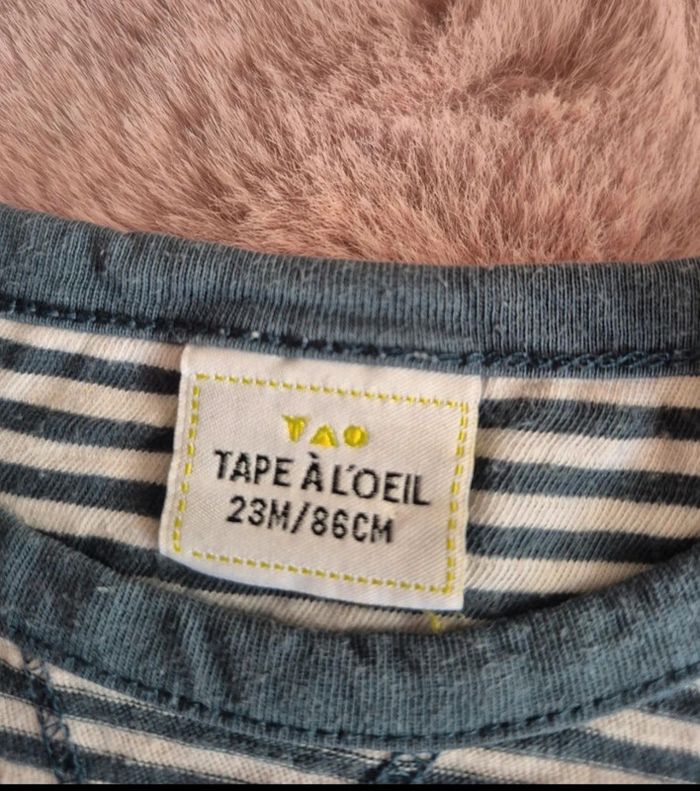 TAO
TAPE À L'OEIL
23M/86CM